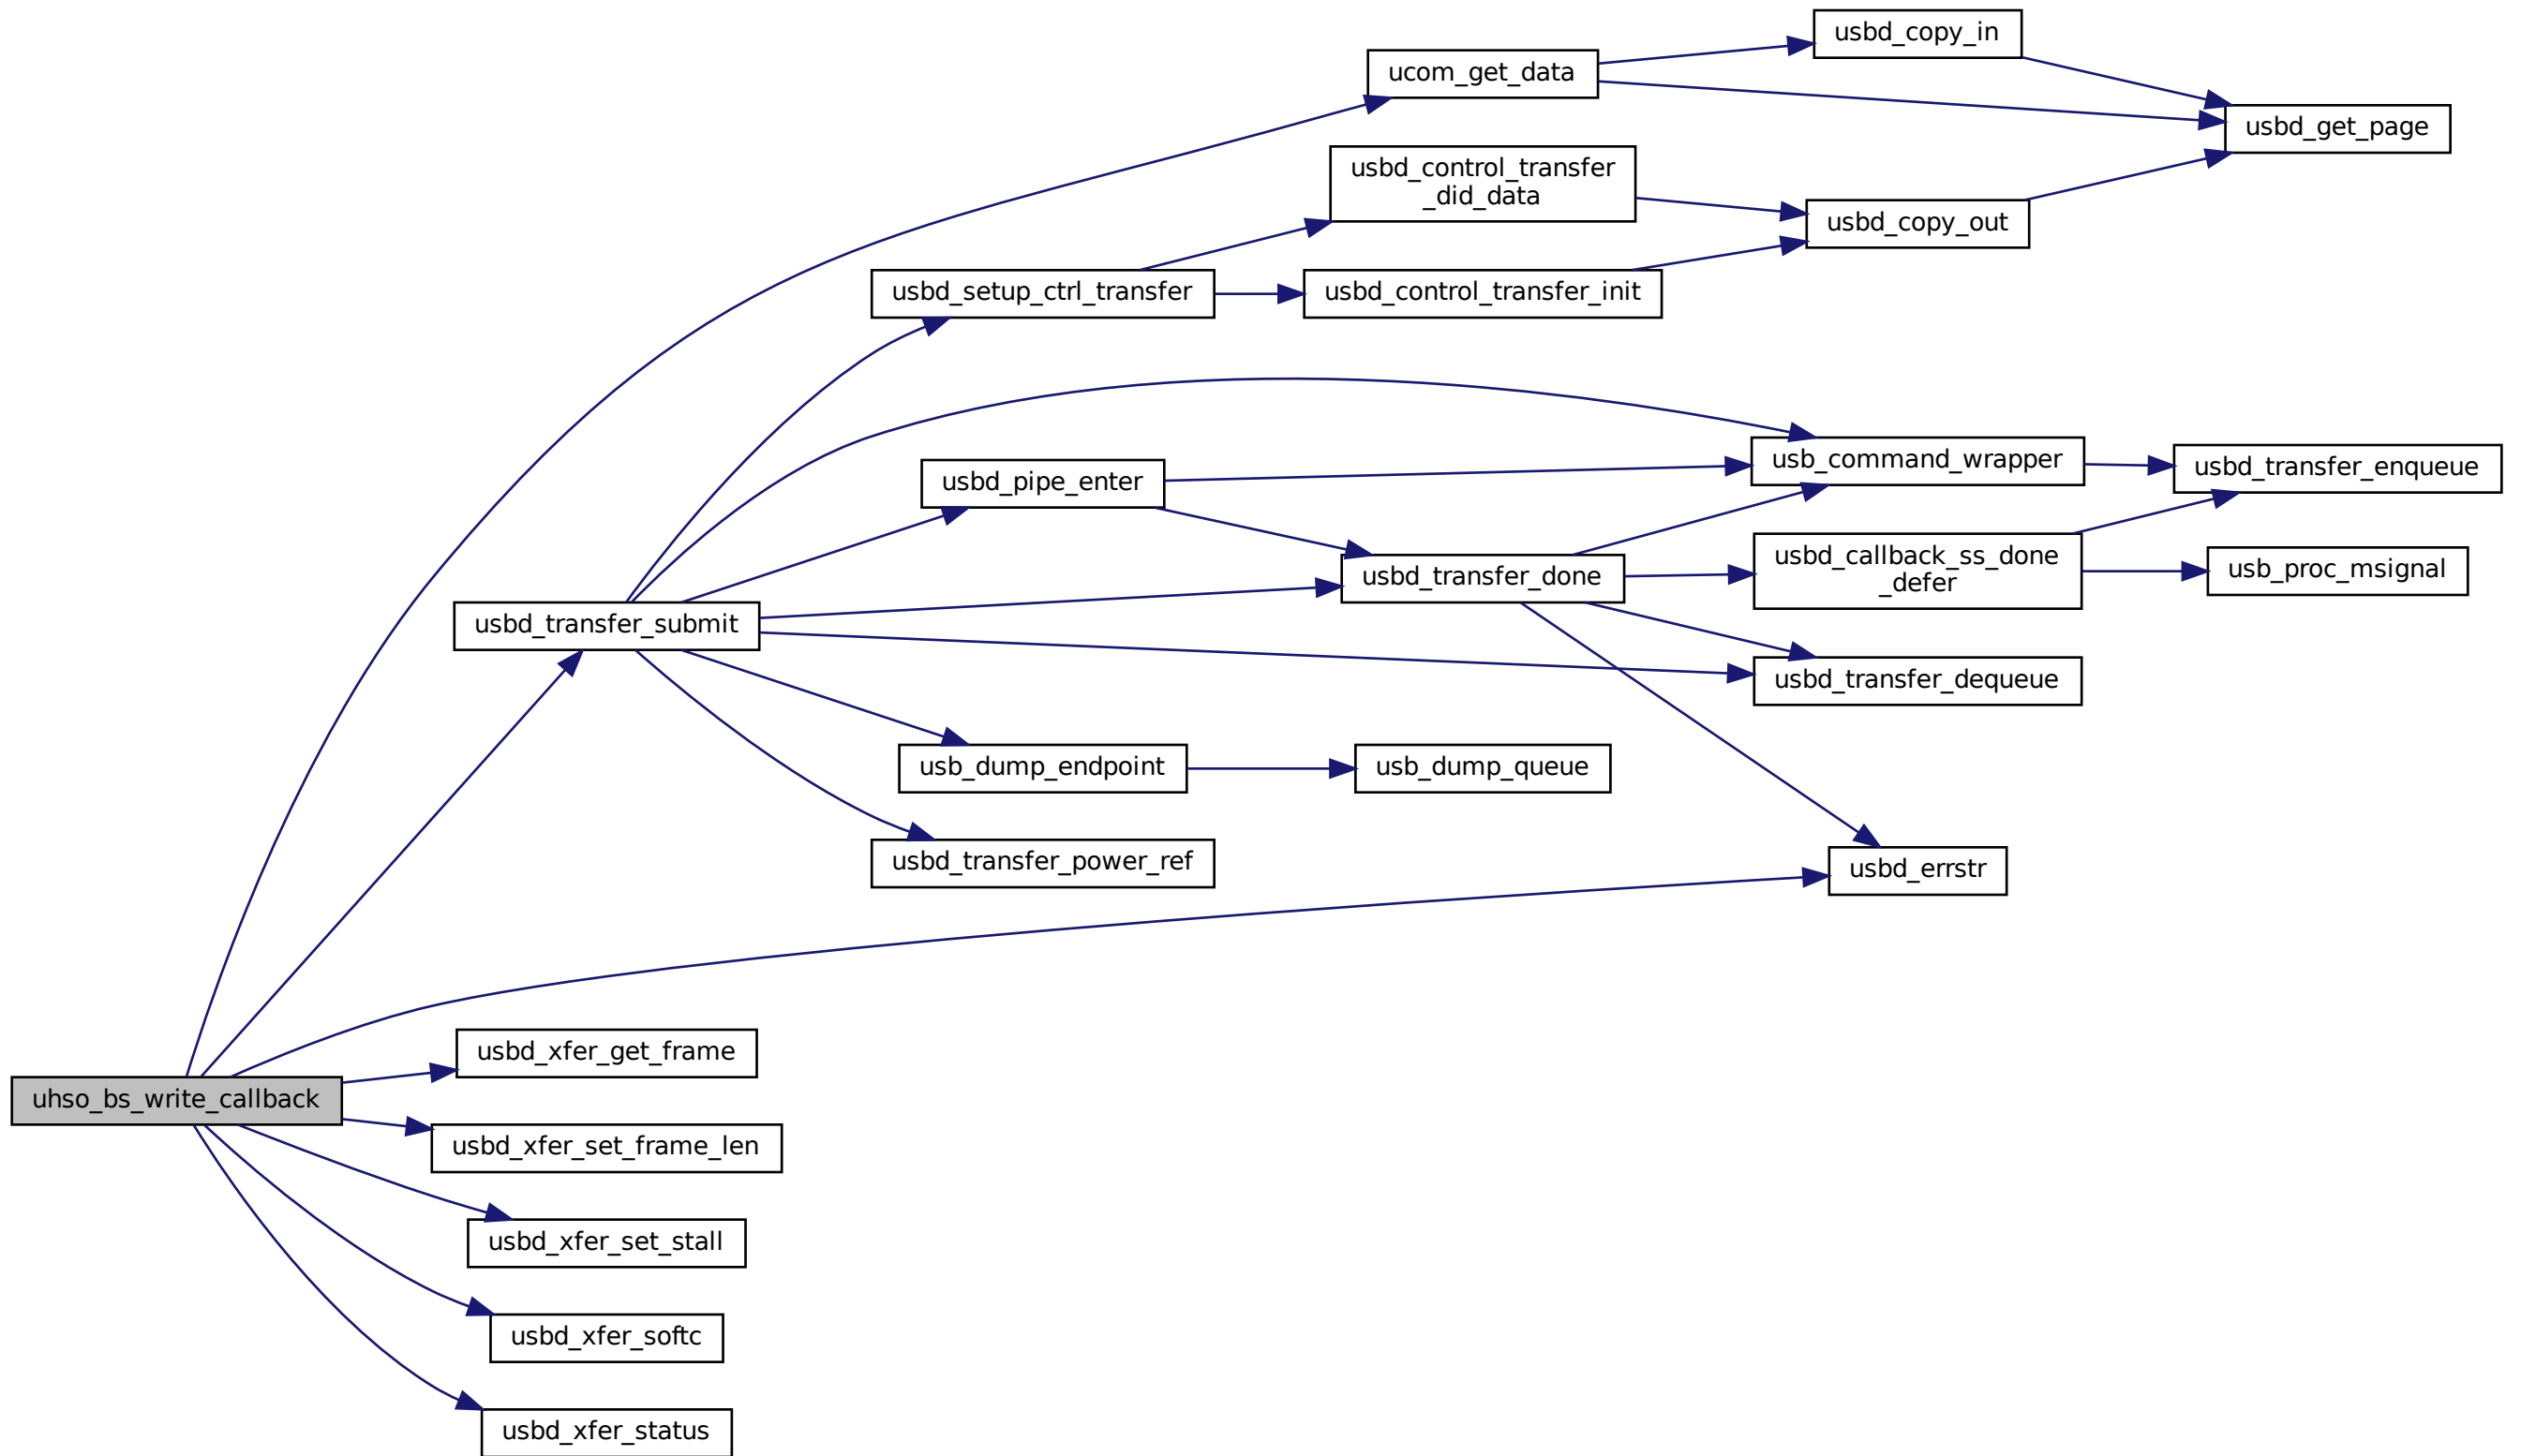 usbd_copy_in
ucom_get_data
usbd_get_page
usbd_control_transfer
_did_data
usbd_copy_out
usbd_setup_ctrl_transfer
usbd_control_transfer_init
usb_command_wrapper
usbd_transfer_enqueue
usbd_pipe_enter
usbd_callback_ss_done
_defer
usb_proc_msignal
usbd_transfer_done
usbd_transfer_submit
usbd_transfer_dequeue
usb_dump_endpoint
usb_dump_queue
usbd_transfer_power_ref
usbd_errstr
usbd_xfer_get_frame
uhso_bs_write_callback
usbd_xfer_set_frame_len
usbd_xfer_set_stall
usbd_xfer_softc
usbd_xfer_status